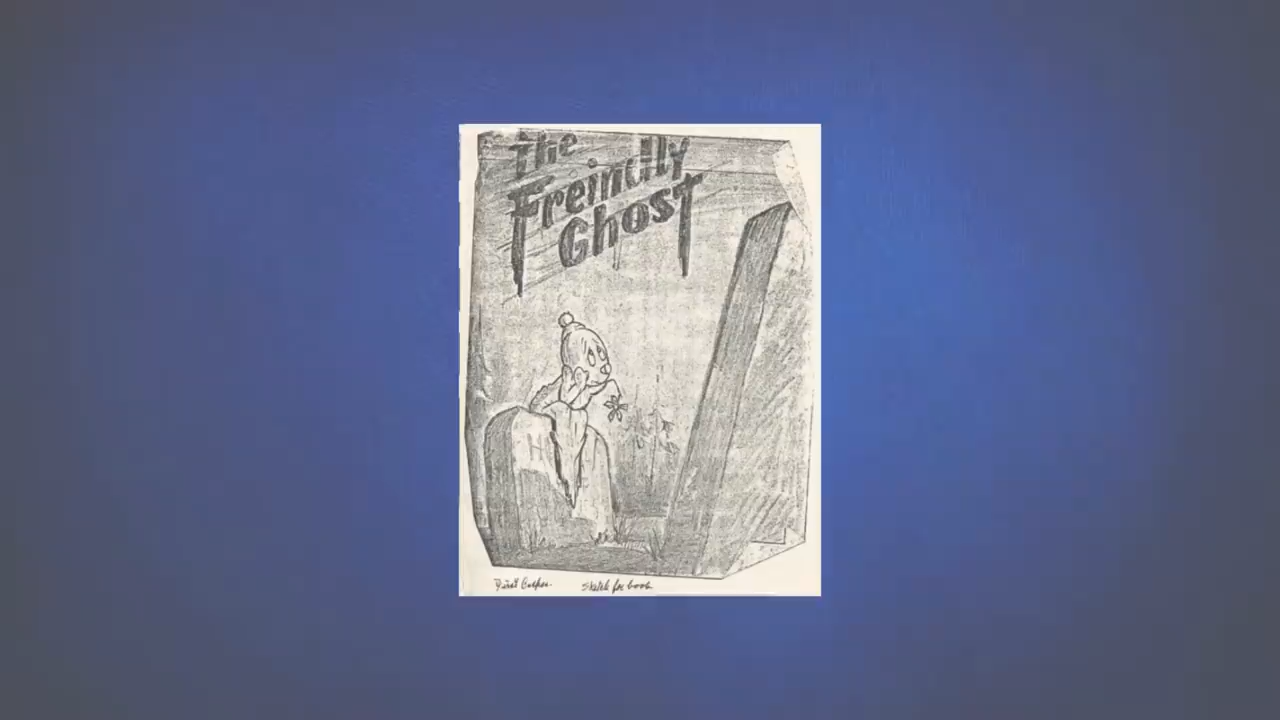 The
Freindly
Ghost
H
First Casper. Sketch for book